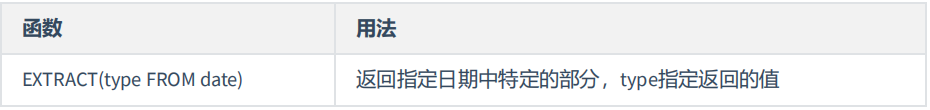 函数 用法
EXTRACT(type FROM date) 返回指定日期中特定的部分，type指定返回的值